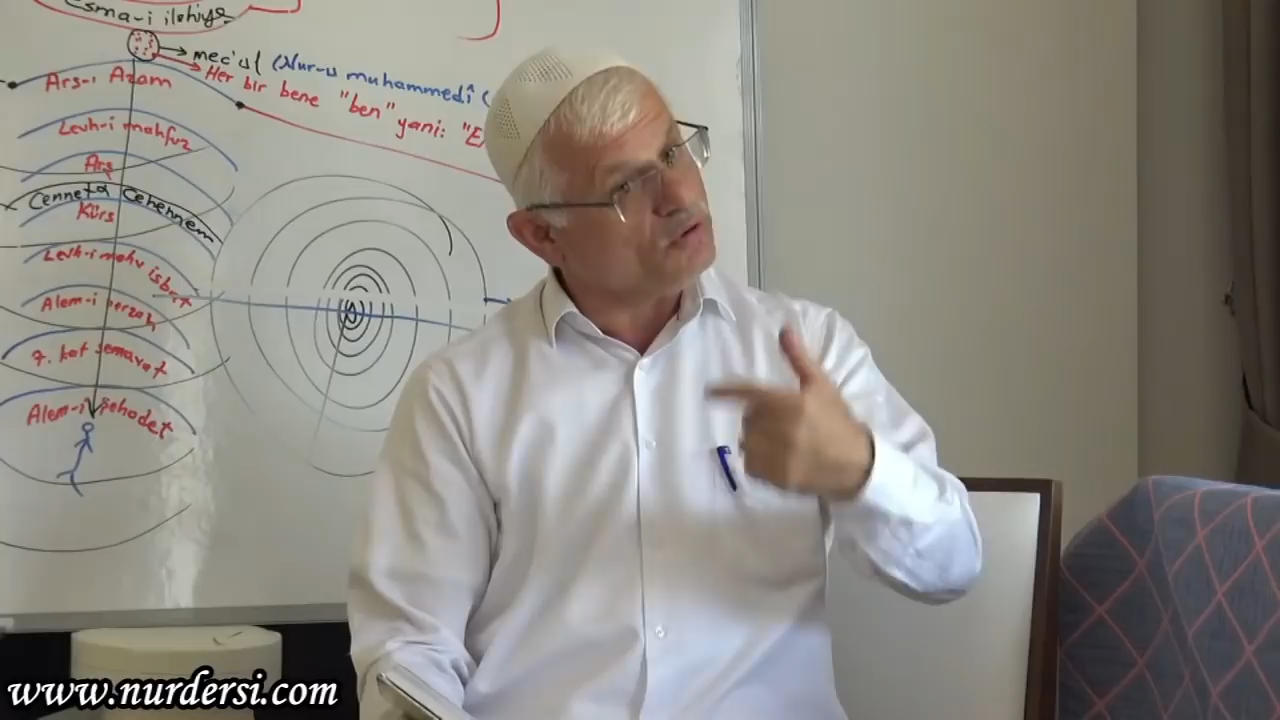 Esma-i ilahiye
mec'ul (Nur-u muhammedî (
Her bir bene "ben" yani: "E
Ars-ı Azam
Levh-i mahfuz
Arş
Cennet Cehennem
Kürs
Levh-i mahv isbat
Alem-i berzah
7. kat semavat
Alem-i şehadet
www.nurdersi.com